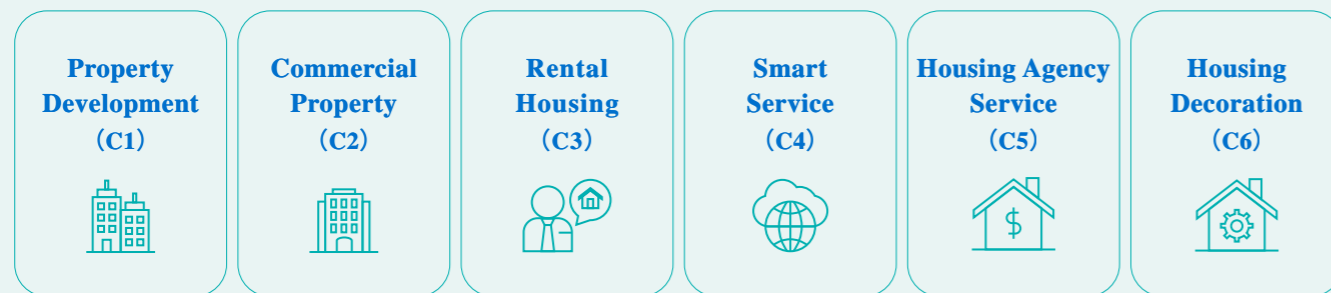 Property
Development
（C1）
Commercial
Property
（C2）
Rental
Housing
（C3）
Smart
Service
（C4）
Housing Agency
Service
（C5）
Housing
Decoration
（C6）
$